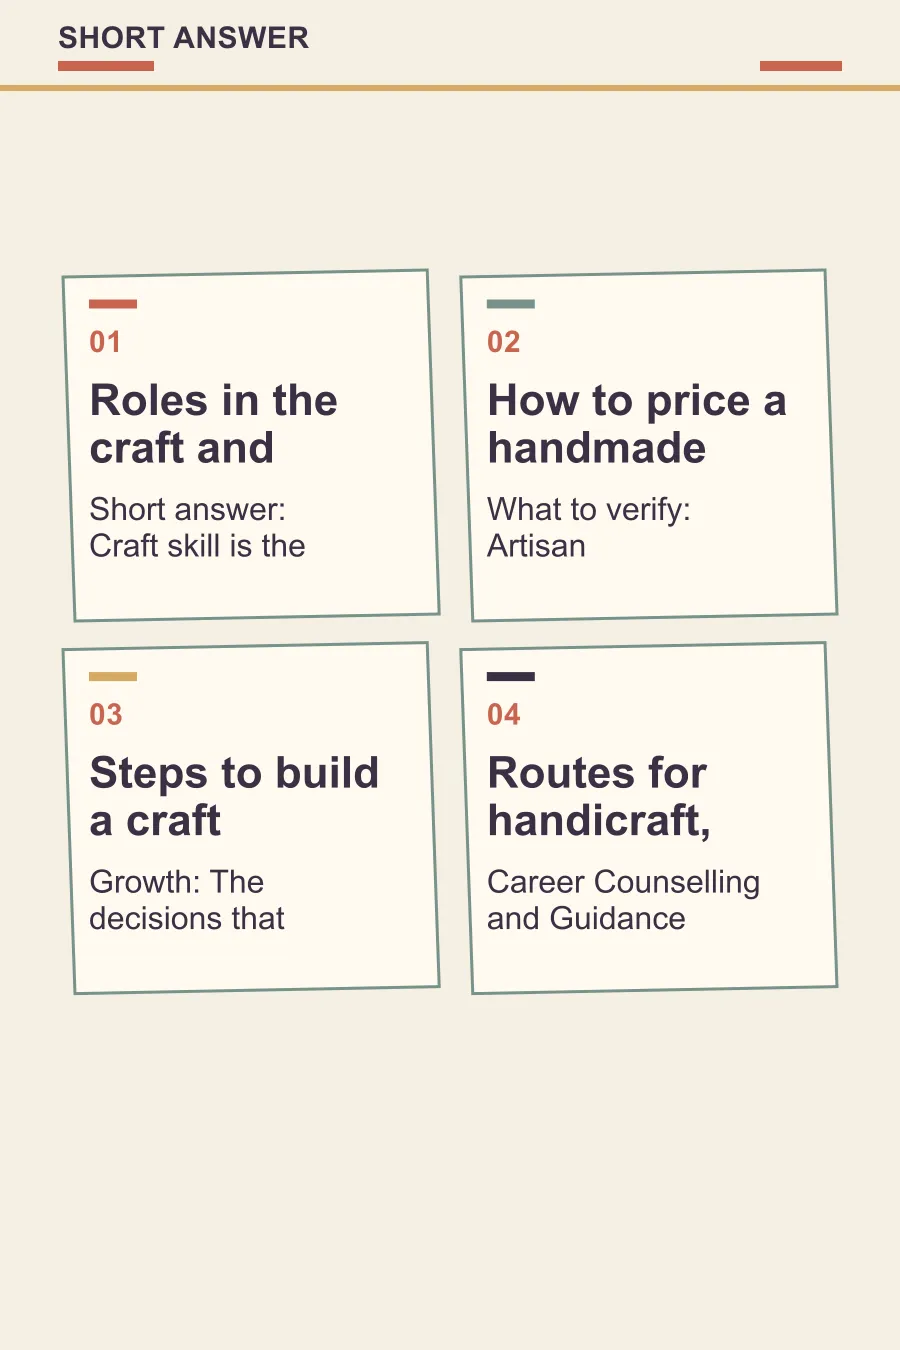 SHORT ANSWER
01
Roles in the
craft and
Short answer:
Craft skill is the
02
How to price a
handmade
What to verify:
Artisan
03
Steps to build
a craft
Growth: The
decisions that
04
Routes for
handicraft,
Career Counselling
and Guidance